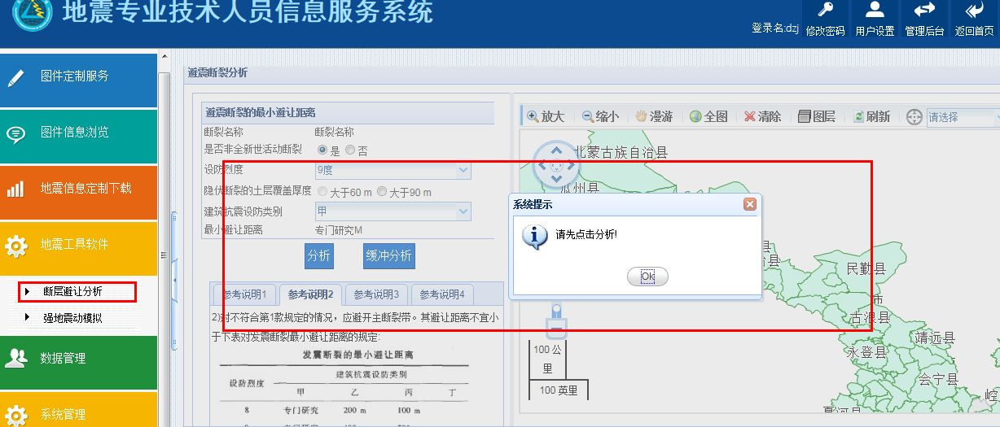 地震专业技术人员信息服务系统
登录名:dzj
修改密码
用户设置
管理后台
返回首页
图件定制服务
图件信息浏览
地震信息定制下载
地震工具软件
断层避让分析
强地震动模拟
数据管理
系统管理
避震断裂分析
避震断裂的最小避让距离
断裂名称 断裂名称
是否非全新世活动断裂 是 否
设防烈度 9度
隐伏断裂的土层覆盖厚度 大于60 m 大于90 m
建筑抗震设防类别 甲
最小避让距离 专门研究M
分析 缓冲分析
参考说明1 参考说明2 参考说明3 参考说明4
2)对不符合第1款规定的情况，应避开主断裂带。其避让距离不宜小
于下表对发震断裂最小避让距离的规定:
发震断裂的最小避让距离
设防烈度 建筑抗震设防类别
甲 乙 丙 丁
8 专门研究 200 m 100 m
放大 缩小 漫游 全图 清除 图层 刷新 请选择
北蒙古族自治县
瓜州县
系统提示
请先点击分析!
Ok
民勤县
古浪县
靖远县
永登县
会宁县
100 公
里
100 英里